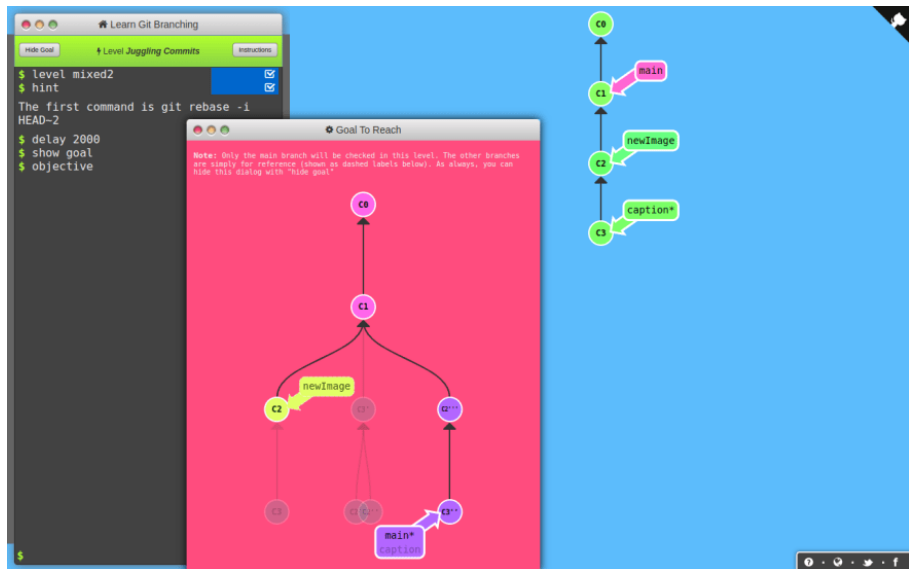 Learn Git Branching
Hide Goal
Level Juggling Commits
Instructions
$ level mixed2
$ hint
The first command is git rebase -i
HEAD~2
$ delay 2000
$ show goal
$ objective
$
Goal To Reach
Note: Only the main branch will be checked in this level. The other branches
are simply for reference (shown as dashed labels below). As always, you can
hide this dialog with "hide goal"
C0
C1
newImage
C2
C3'
C2'''
C3
C3''
main*
caption
C0
main
C1
newImage
C2
caption*
C3